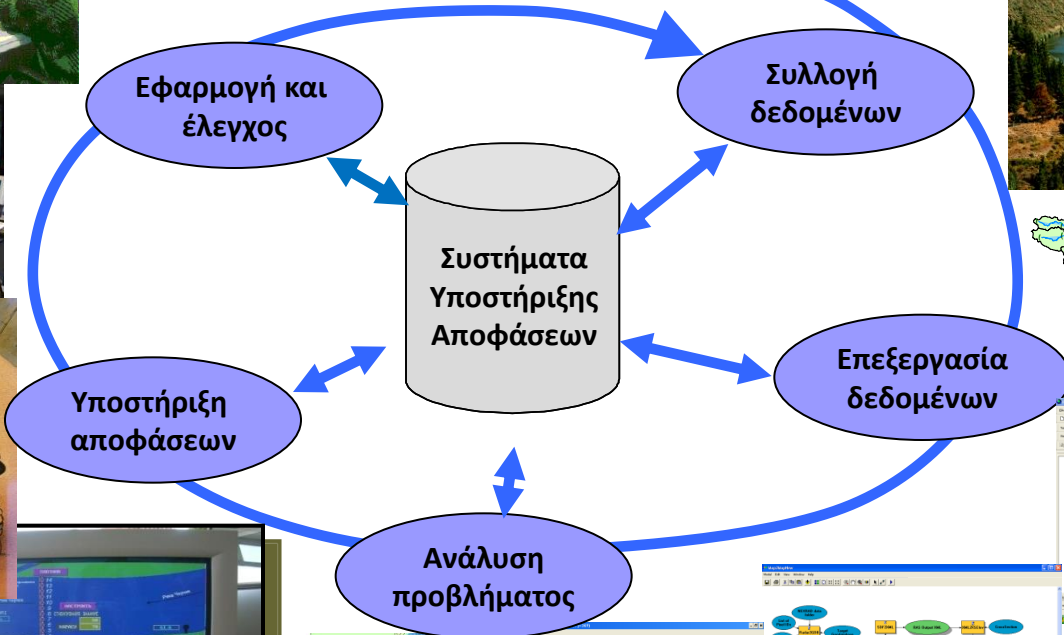 Εφαρμογή και
έλεγχος
Συλλογή
δεδομένων
Συστήματα
Υποστήριξης
Αποφάσεων
Επεξεργασία
δεδομένων
Υποστήριξη
αποφάσεων
Ανάλυση
προβλήματος